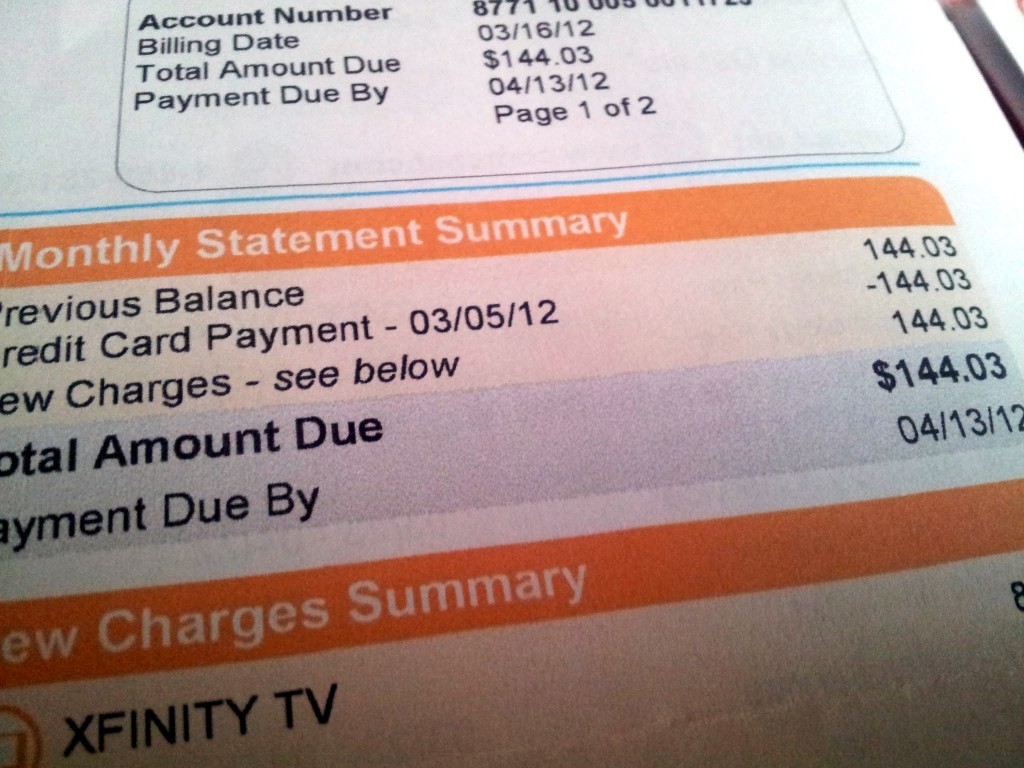 Account Number 8771 10 005
Billing Date 03/16/12
Total Amount Due $144.03
Payment Due By 04/13/12
Page 1 of 2
Monthly Statement Summary
Previous Balance 144.03
redit Card Payment - 03/05/12 -144.03
ew Charges - see below 144.03
otal Amount Due $144.03
ayment Due By 04/13/12
ew Charges Summary
XFINITY TV